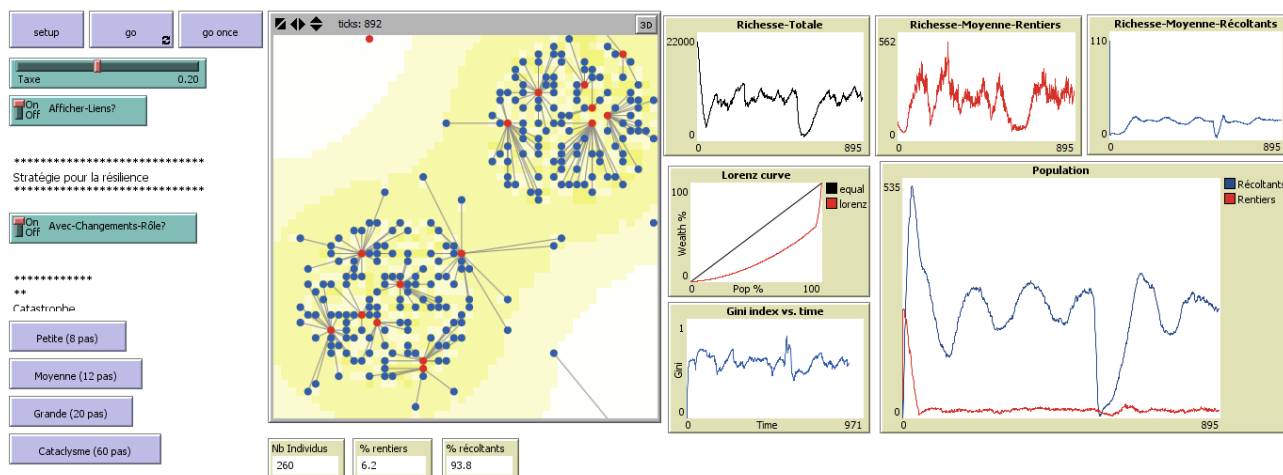 setup
go
go once
Taxe 0.20
On
Off
Afficher-Liens?
****************************
Stratégie pour la résilience
****************************
On
Off
Avec-Changements-Rôle?
************
**
Catastrophe
Petite (8 pas)
Moyenne (12 pas)
Grande (20 pas)
Cataclysme (60 pas)
ticks: 892
3D
Nb Individus
260
% rentiers
6.2
% récoltants
93.8
Richesse-Totale
22000
0
0 895
Richesse-Moyenne-Rentiers
562
0
0 895
Richesse-Moyenne-Récoltants
110
0
0 895
Lorenz curve
100
Wealth %
0
0 Pop % 100
equal
lorenz
Gini index vs. time
1
Gini
0
0 Time 971
Population
535
0
0 895
Récoltants
Rentiers